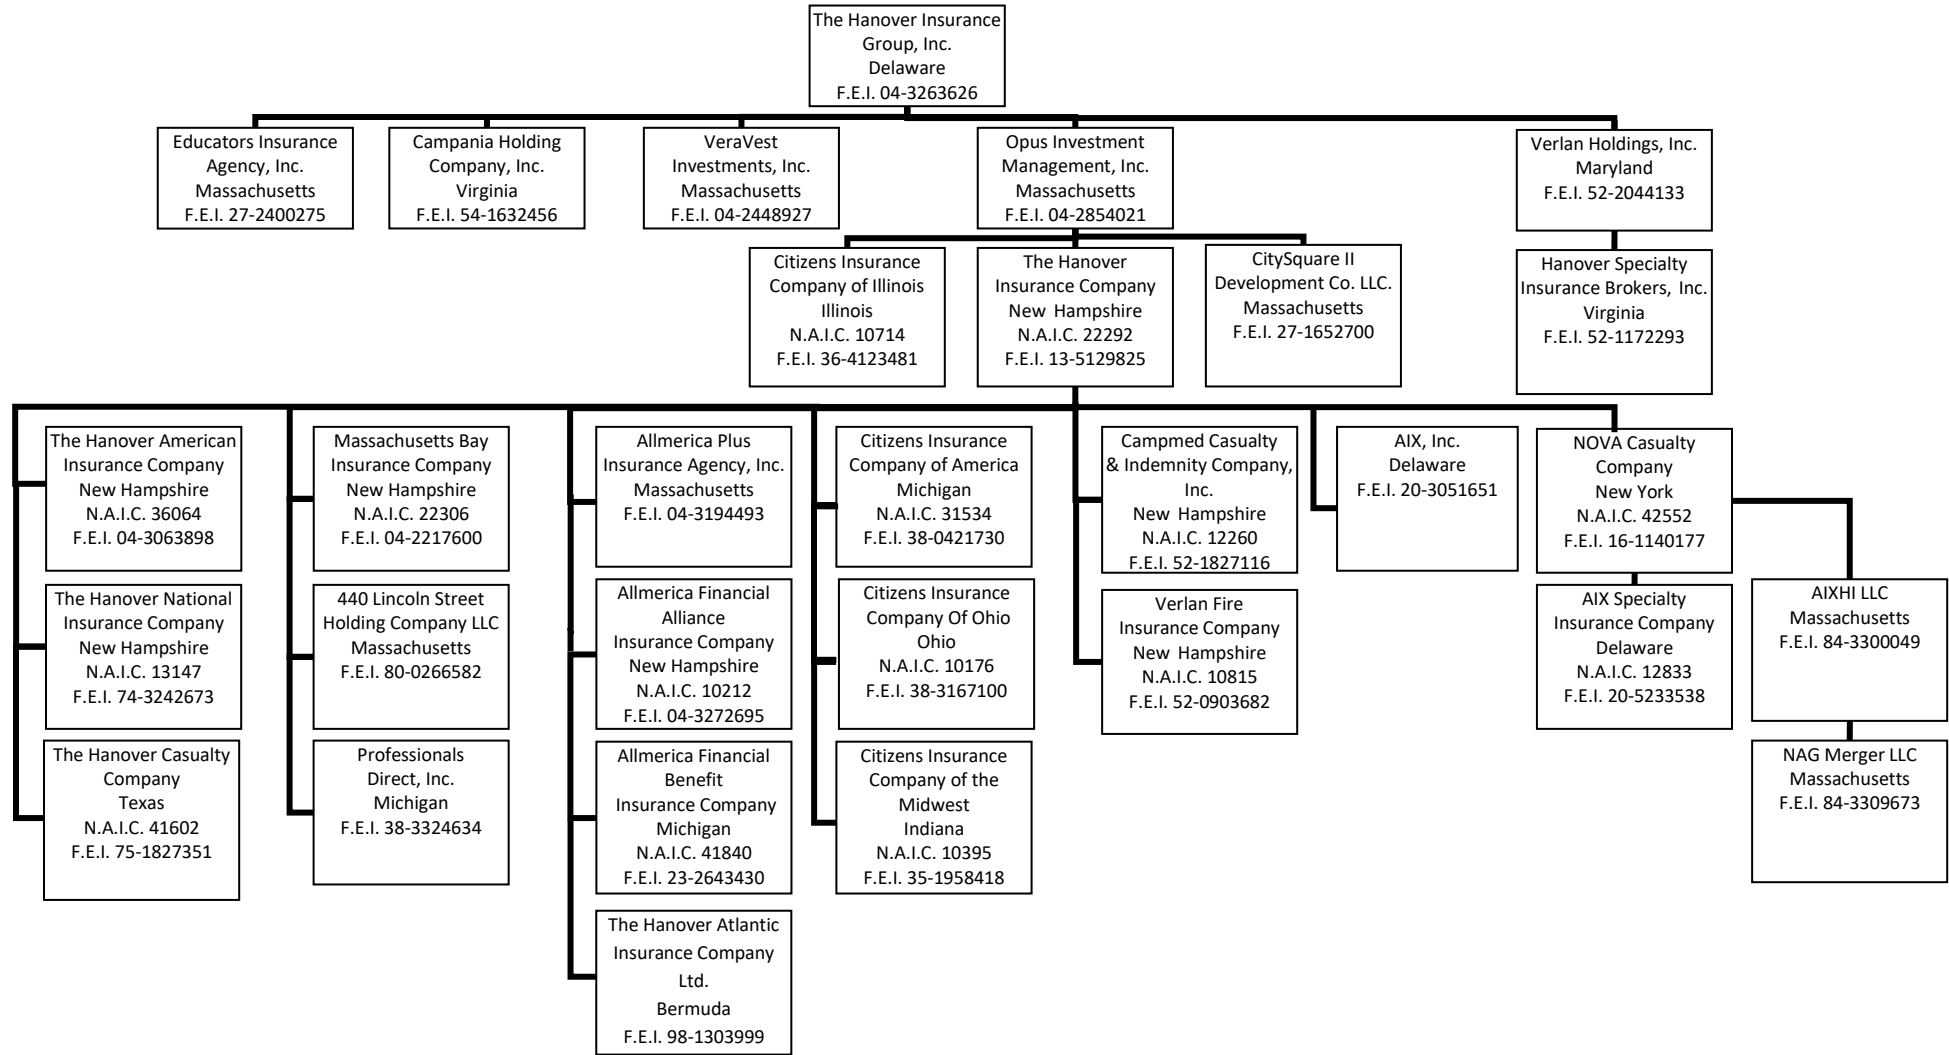 The Hanover Insurance
Group, Inc.
Delaware
F.E.I. 04-3263626
Educators Insurance
Agency, Inc.
Massachusetts
F.E.I. 27-2400275
Campania Holding
Company, Inc.
Virginia
F.E.I. 54-1632456
VeraVest
Investments, Inc.
Massachusetts
F.E.I. 04-2448927
Opus Investment
Management, Inc.
Massachusetts
F.E.I. 04-2854021
Verlan Holdings, Inc.
Maryland
F.E.I. 52-2044133
Citizens Insurance
Company of Illinois
Illinois
N.A.I.C. 10714
F.E.I. 36-4123481
The Hanover
Insurance Company
New Hampshire
N.A.I.C. 22292
F.E.I. 13-5129825
CitySquare II
Development Co. LLC.
Massachusetts
F.E.I. 27-1652700
Hanover Specialty
Insurance Brokers, Inc.
Virginia
F.E.I. 52-1172293
The Hanover American
Insurance Company
New Hampshire
N.A.I.C. 36064
F.E.I. 04-3063898
Massachusetts Bay
Insurance Company
New Hampshire
N.A.I.C. 22306
F.E.I. 04-2217600
Allmerica Plus
Insurance Agency, Inc.
Massachusetts
F.E.I. 04-3194493
Citizens Insurance
Company of America
Michigan
N.A.I.C. 31534
F.E.I. 38-0421730
Campmed Casualty
& Indemnity Company,
Inc.
New Hampshire
N.A.I.C. 12260
F.E.I. 52-1827116
AIX, Inc.
Delaware
F.E.I. 20-3051651
NOVA Casualty
Company
New York
N.A.I.C. 42552
F.E.I. 16-1140177
The Hanover National
Insurance Company
New Hampshire
N.A.I.C. 13147
F.E.I. 74-3242673
440 Lincoln Street
Holding Company LLC
Massachusetts
F.E.I. 80-0266582
Allmerica Financial
Alliance
Insurance Company
New Hampshire
N.A.I.C. 10212
F.E.I. 04-3272695
Citizens Insurance
Company Of Ohio
Ohio
N.A.I.C. 10176
F.E.I. 38-3167100
Verlan Fire
Insurance Company
New Hampshire
N.A.I.C. 10815
F.E.I. 52-0903682
AIX Specialty
Insurance Company
Delaware
N.A.I.C. 12833
F.E.I. 20-5233538
AIXHI LLC
Massachusetts
F.E.I. 84-3300049
The Hanover Casualty
Company
Texas
N.A.I.C. 41602
F.E.I. 75-1827351
Professionals
Direct, Inc.
Michigan
F.E.I. 38-3324634
Allmerica Financial
Benefit
Insurance Company
Michigan
N.A.I.C. 41840
F.E.I. 23-2643430
Citizens Insurance
Company of the
Midwest
Indiana
N.A.I.C. 10395
F.E.I. 35-1958418
NAG Merger LLC
Massachusetts
F.E.I. 84-3309673
The Hanover Atlantic
Insurance Company
Ltd.
Bermuda
F.E.I. 98-1303999